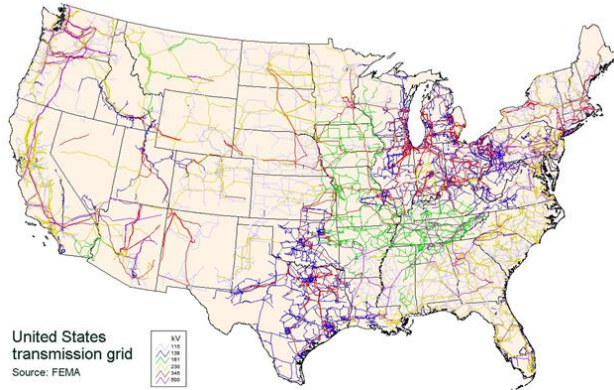 United States
transmission grid
Source: FEMA
kV
115
138
161
230
345
500